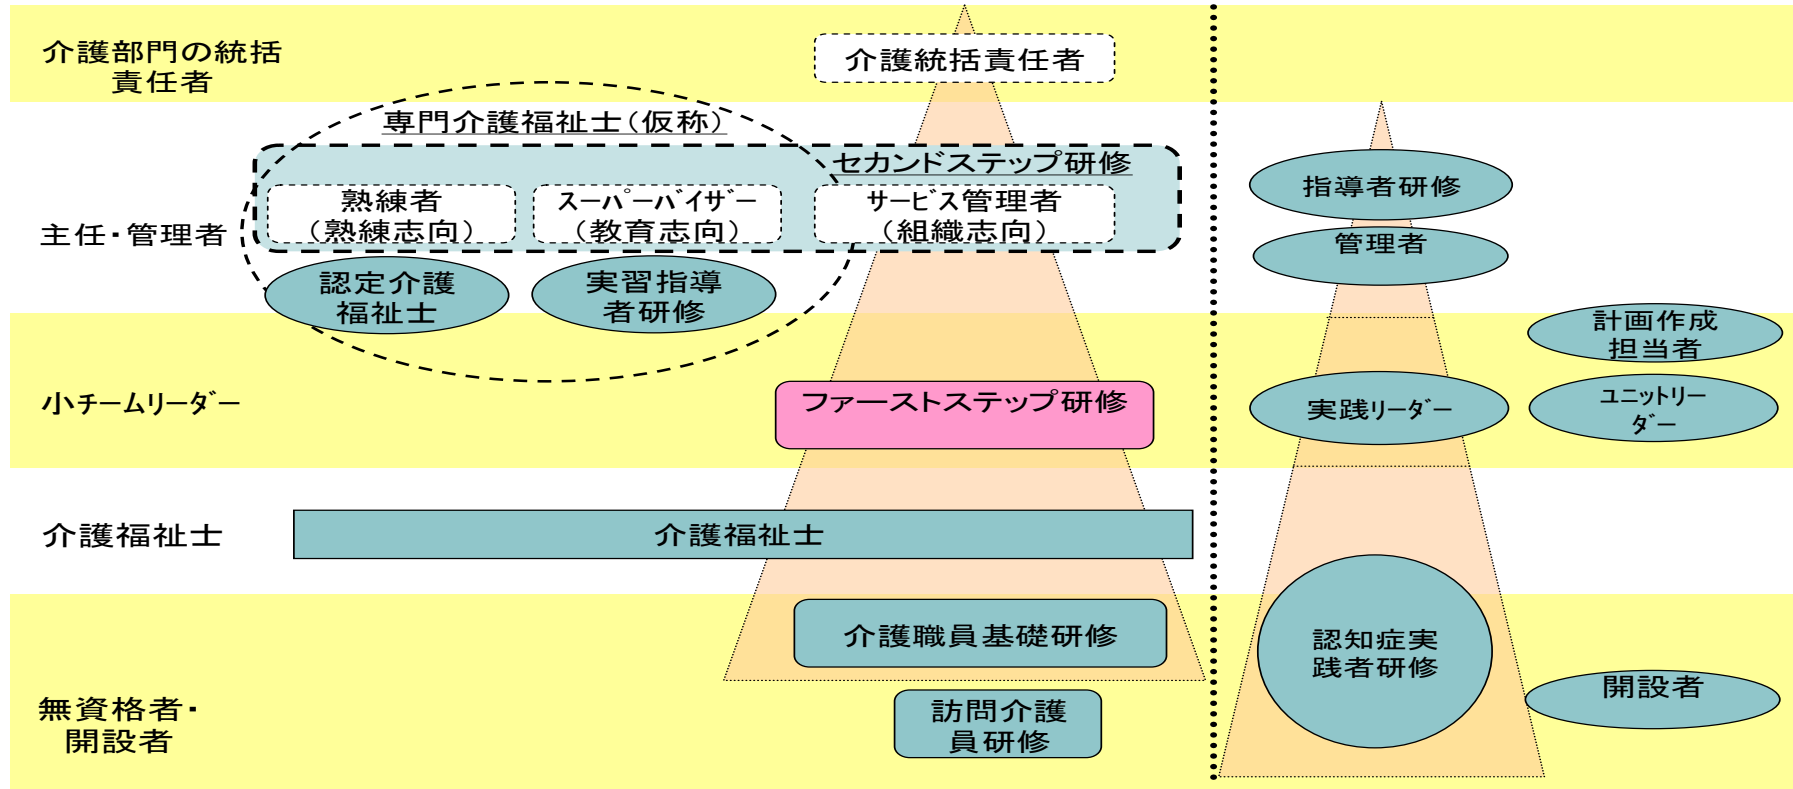 介護部門の統括
責任者
介護統括責任者
専門介護福祉士(仮称)
セカンドステップ研修
熟練者
(熟練志向)
スーパーバイザー
(教育志向)
サービス管理者
(組織志向)
主任・管理者
認定介護
福祉士
実習指導
者研修
指導者研修
管理者
計画作成
担当者
小チームリーダー
ファーストステップ研修
実践リーダー
ユニットリー
ダー
介護福祉士
介護福祉士
介護職員基礎研修
認知症実
践者研修
無資格者・
開設者
訪問介護
員研修
開設者